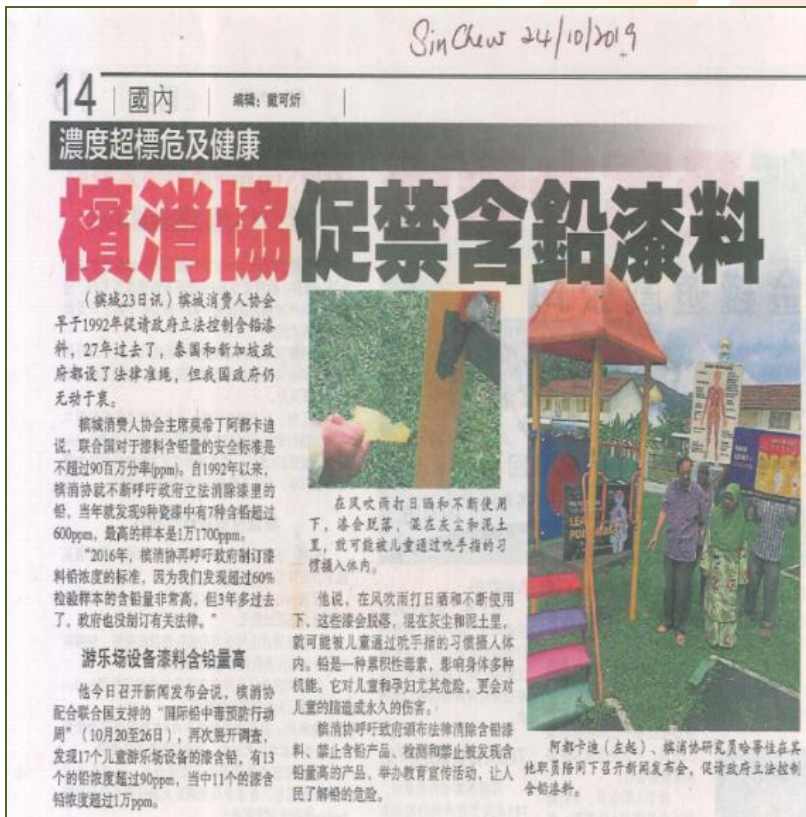 SinChew 24/10/2019
14 國內 编辑：戴可炘
濃度超標危及健康
檳消協促禁含鉛漆料
（槟城23日讯）槟城消费人协会
早于1992年促请政府立法控制含铅漆
料，27年过去了，泰国和新加坡政
府都设了法律准绳，但我国政府仍
无动于衷。
槟城消费人协会主席莫希丁阿都卡迪
说，联合国对于漆料含铅量的安全标准是
不超过90百万分率(ppm)。自1992年以来，
槟消协就不断呼吁政府立法消除漆里的
铅，当年就发现9种瓷漆中有7种含铅超过
600ppm，最高的样本是1万1700ppm。
“2016年，槟消协再呼吁政府制订漆
料铅浓度的标准，因为我们发现超过60%
检验样本的含铅量非常高，但3年多过去
了，政府也没制订有关法律。”
游乐场设备漆料含铅量高
他今日召开新闻发布会说，槟消协
配合联合国支持的“国际铅中毒预防行动
周”（10月20至26日），再次展开调查，
发现17个儿童游乐场设备的漆含铅，有13
个的铅浓度超过90ppm，当中11个的漆含
铅浓度超过1万ppm。
在风吹雨打日晒和不断使用
下，漆会脱落，混在灰尘和泥土
里，就可能被儿童通过吮手指的习
惯摄入体内。
他说，在风吹雨打日晒和不断使用
下，这些漆会脱落，混在灰尘和泥土里，
就可能被儿童通过吮手指的习惯摄入体
内。铅是一种累积性毒素，影响身体多种
机能。它对儿童和孕妇尤其危险，更会对
儿童的脑造成永久的伤害。
槟消协呼吁政府颁布法律消除含铅漆
料、禁止含铅产品、检测和禁止被发现含
铅量高的产品、举办教育宣传活动，让人
民了解铅的危险。
阿都卡迪（左起）、槟消协研究员哈蒂佳在其
他职员陪同下召开新闻发布会，促请政府立法控制
含铅漆料。